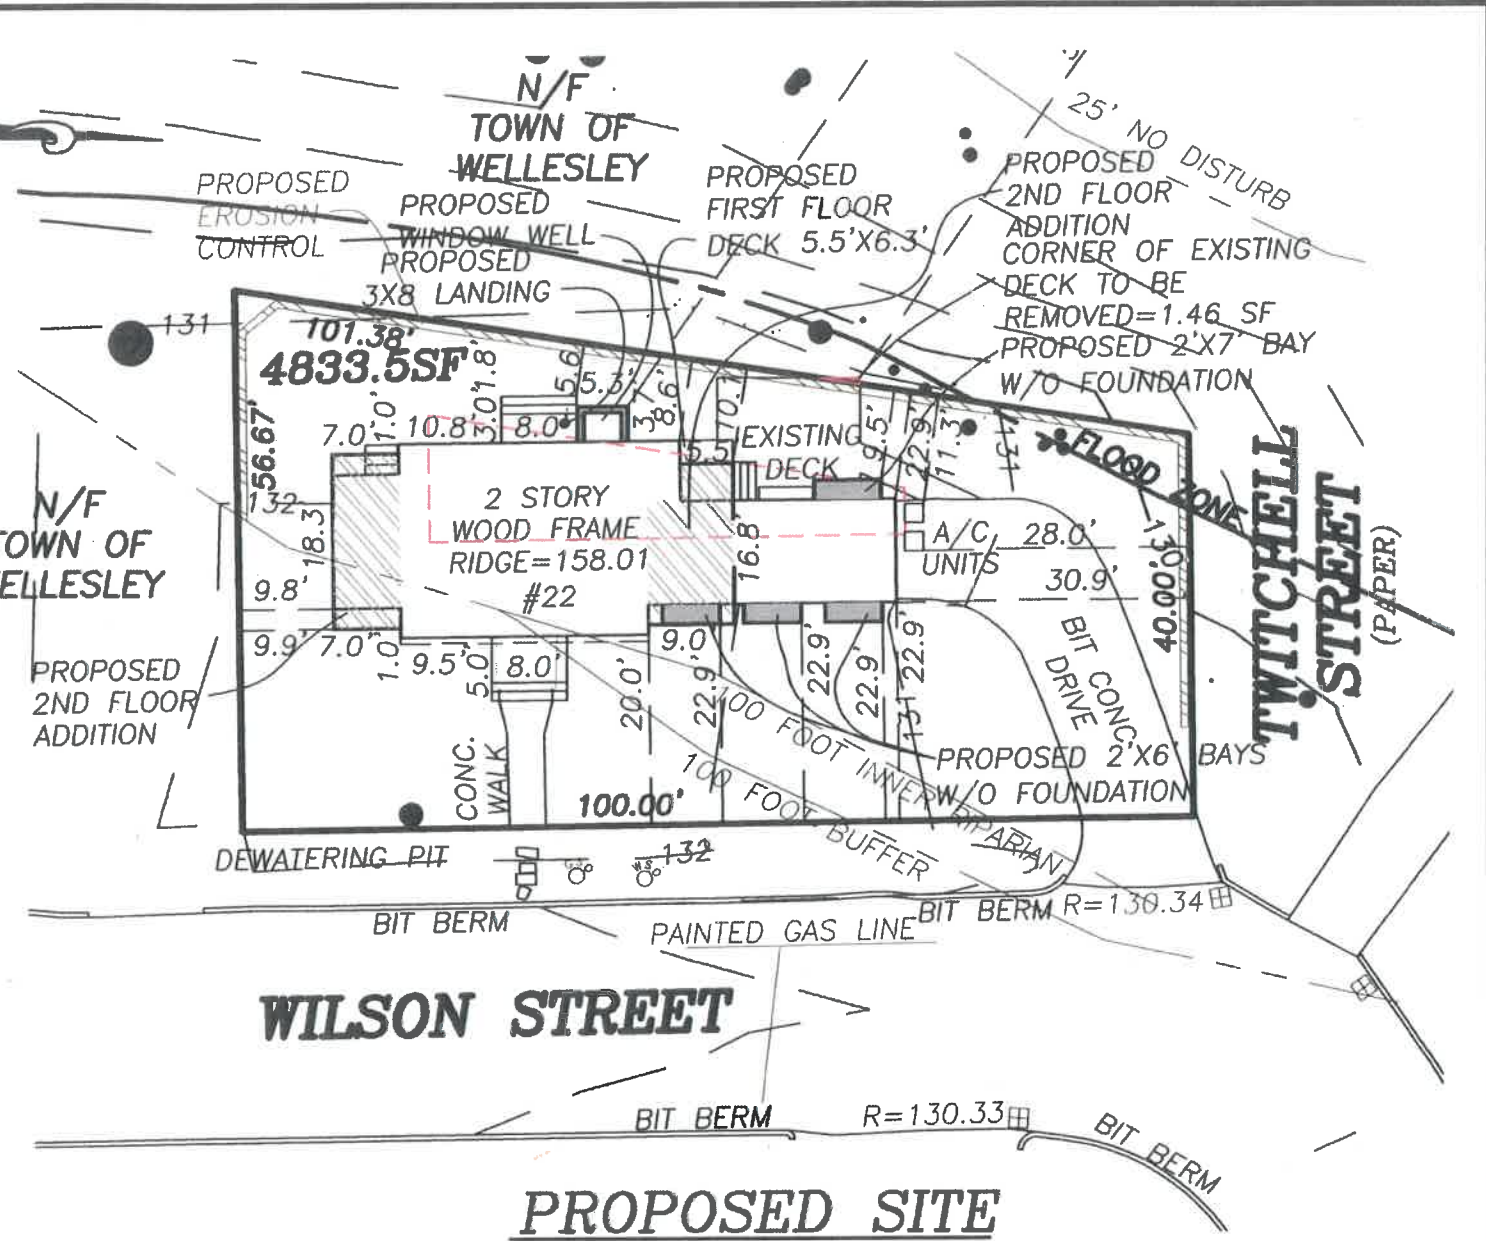 N/F
TOWN OF
WELLESLEY
25' NO DISTURB
PROPOSED
EROSION
CONTROL
PROPOSED
WINDOW WELL
PROPOSED
3X8 LANDING
PROPOSED
FIRST FLOOR
DECK 5.5'X6.3'
PROPOSED
2ND FLOOR
ADDITION
CORNER OF EXISTING
DECK TO BE
REMOVED=1.46 SF
PROPOSED 2'X7' BAY
W/O FOUNDATION
131
101.38'
4833.5SF
56.67'
7.0'
1.0'
10.8'
3.0'
1.8'
8.0'
5.6
5.3'
3.7'
8.6'
10.1
5.5'
EXISTING
DECK
19.5'
22.9'
11.3'
131
FLOOD ZONE
TWITCHELL
STREET
(PAPER)
N/F
TOWN OF
ELLESLEY
132
18.3'
2 STORY
WOOD FRAME
RIDGE=158.01
#22
16.8'
A/C
UNITS
28.0'
30.9'
130
40.00'
9.8'
9.9'
7.0'
1.0'
9.5'
5.0'
8.0'
9.0
20.0'
22.9'
22.9'
22.9'
22.9'
131
BIT CONC.
DRIVE
PROPOSED
2ND FLOOR
ADDITION
CONC.
WALK
100.00'
100 FOOT INNER RIPARIAN
100 FOOT BUFFER
PROPOSED 2'X6' BAYS
W/O FOUNDATION
DEWATERING PIT
132
BIT BERM
PAINTED GAS LINE
BIT BERM
R=130.34
WILSON STREET
BIT BERM
R=130.33
BIT BERM
PROPOSED SITE